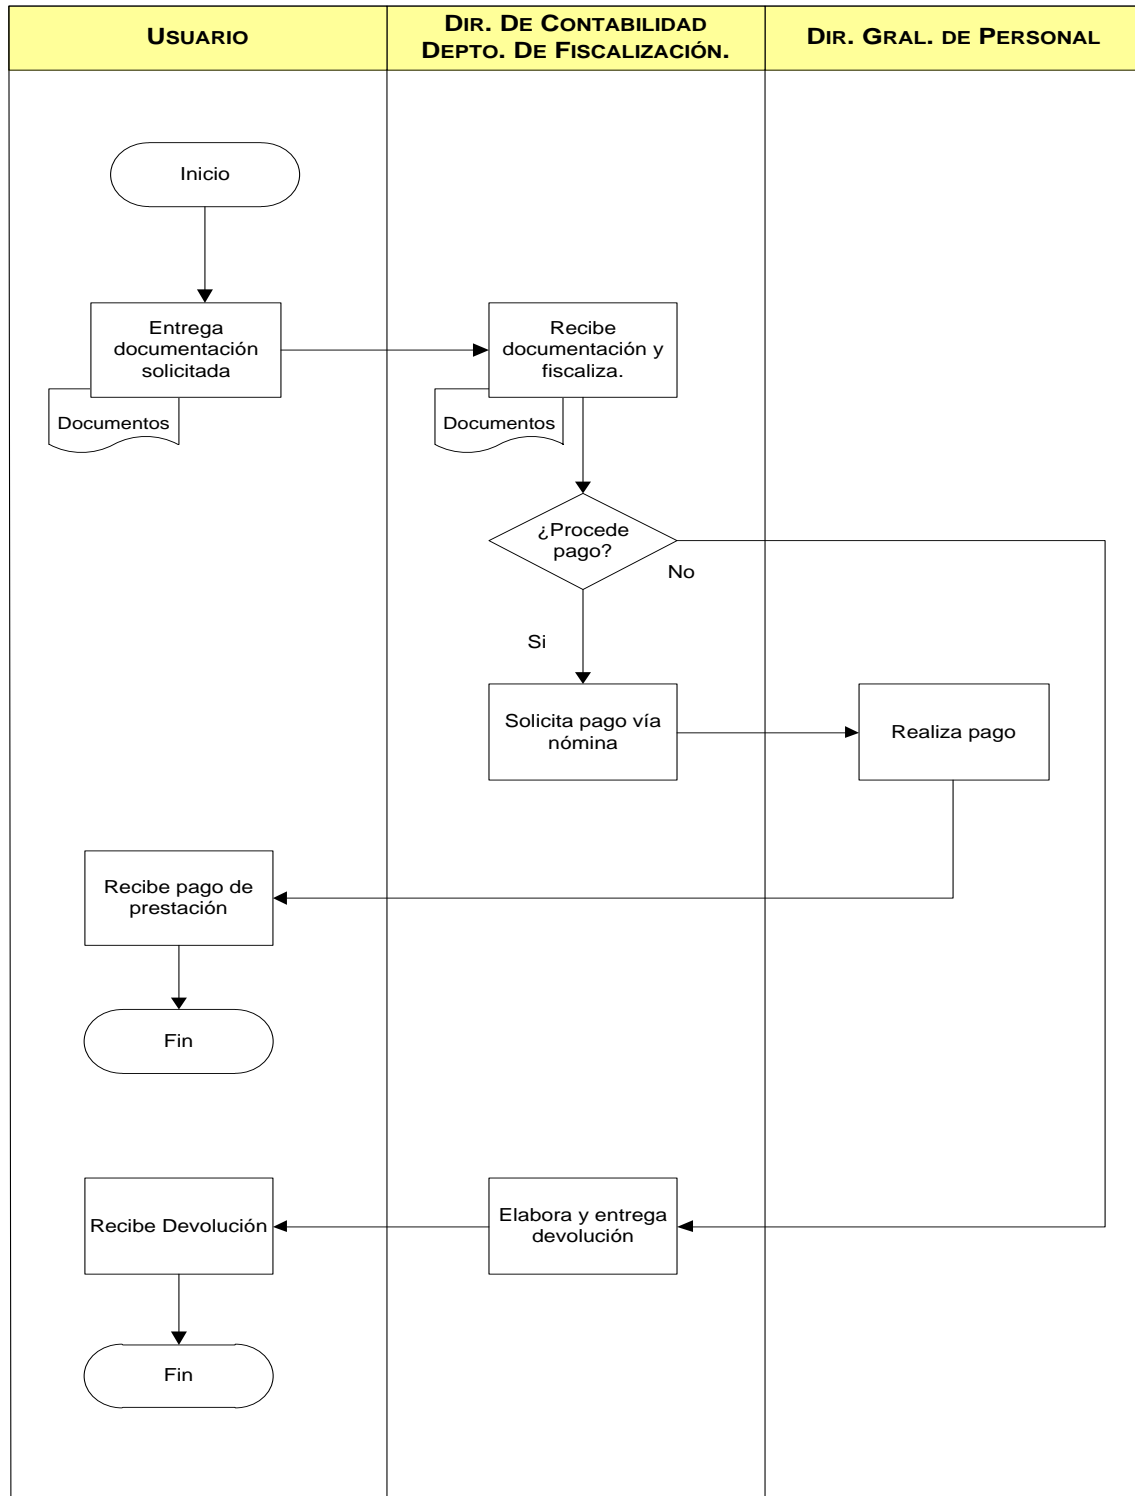 USUARIO
DIR. DE CONTABILIDAD
DEPTO. DE FISCALIZACIÓN.
DIR. GRAL. DE PERSONAL
Inicio
Entrega
documentación
solicitada
Documentos
Recibe
documentación y
fiscaliza.
Documentos
¿Procede
pago?
No
Si
Solicita pago vía
nómina
Realiza pago
Recibe pago de
prestación
Fin
Recibe Devolución
Elabora y entrega
devolución
Fin